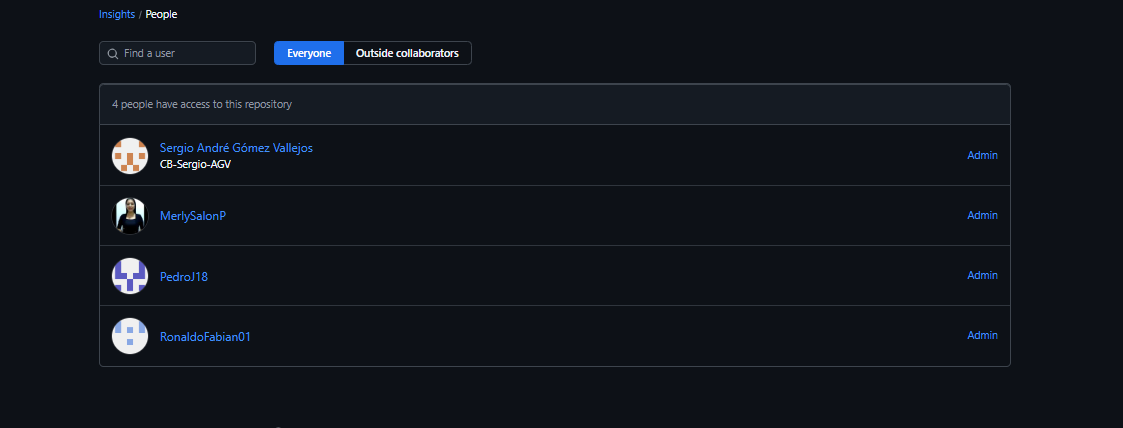 Insights / People
Find a user
Everyone
Outside collaborators
4 people have access to this repository
Sergio André Gómez Vallejos
CB-Sergio-AGV
Admin
MerlySalonP
Admin
PedroJ18
Admin
RonaldoFabian01
Admin